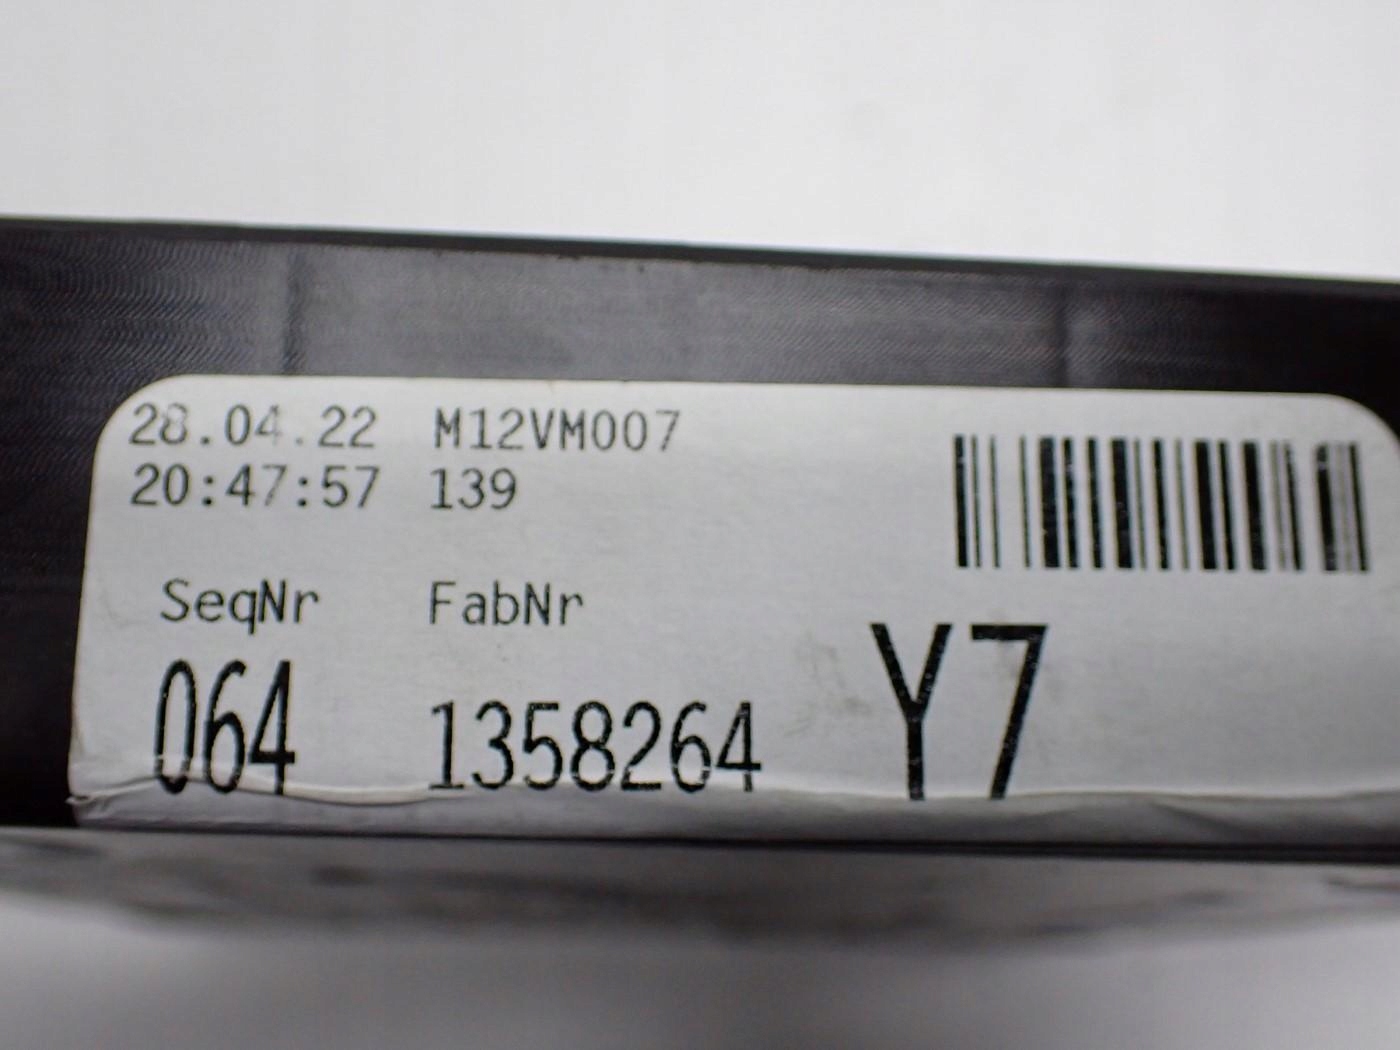 28.04.22 M12VM007
20:47:57 139
SeqNr FabNr
064 1358264 Y7